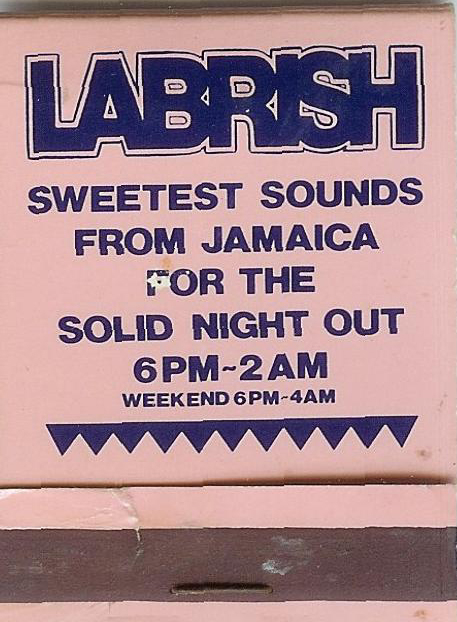 LABRISH
SWEETEST SOUNDS
FROM JAMAICA
FOR THE
SOLID NIGHT OUT
6PM~2AM
WEEKEND 6PM~4AM